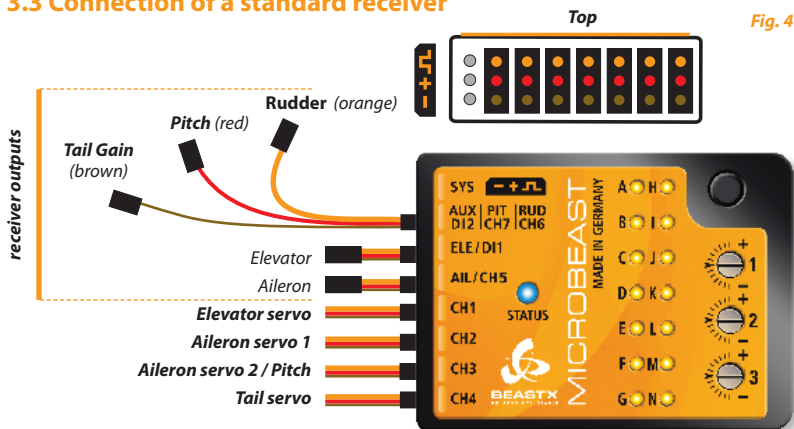 3.3 Connection of a standard receiver
Top
Fig. 4
- +
receiver outputs
Rudder (orange)
Pitch (red)
Tail Gain
(brown)
Elevator
Aileron
Elevator servo
Aileron servo 1
Aileron servo 2 / Pitch
Tail servo
SYS - +
AUX | PIT | RUD
DI2 | CH7 | CH6
ELE/DI1
AIL/CH5
CH1
CH2
CH3
CH4
STATUS
BEASTX
MICROBEAST
MADE IN GERMANY
A H
B I
C J
D K
E L
F M
G N
+ 1 -
+ 2 -
+ 3 -